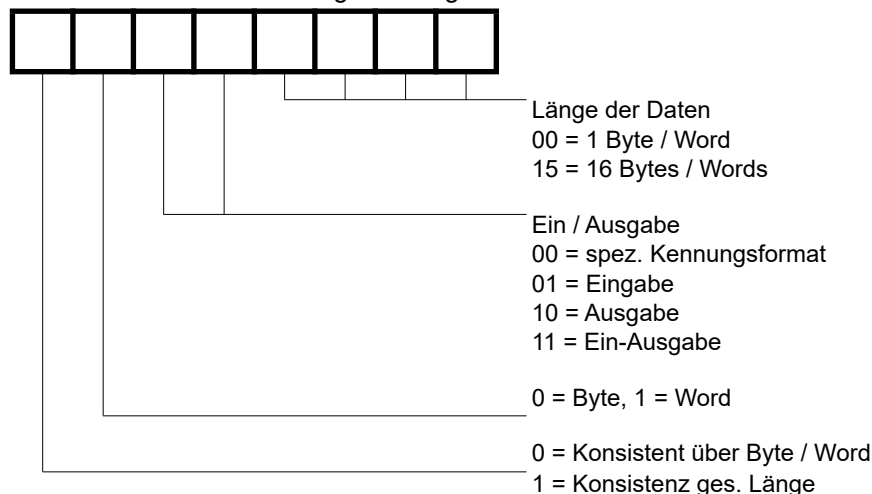 Länge der Daten
00 = 1 Byte / Word
15 = 16 Bytes / Words
Ein / Ausgabe
00 = spez. Kennungsformat
01 = Eingabe
10 = Ausgabe
11 = Ein-Ausgabe
0 = Byte, 1 = Word
0 = Konsistent über Byte / Word
1 = Konsistenz ges. Länge